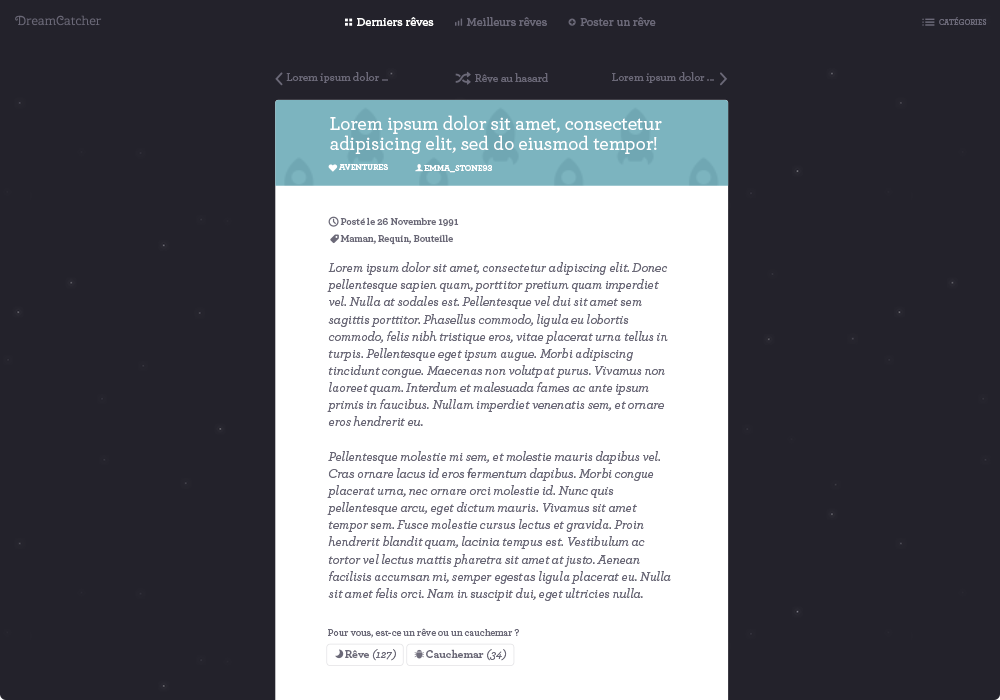 DreamCatcher
Derniers rêves
Meilleurs rêves
Poster un rêve
CATÉGORIES
Lorem ipsum dolor ...
Rêve au hasard
Lorem ipsum dolor ...
Lorem ipsum dolor sit amet, consectetur
adipisicing elit, sed do eiusmod tempor!
AVENTURES
EMMA_STONE93
Posté le 26 Novembre 1991
Maman, Requin, Bouteille
Lorem ipsum dolor sit amet, consectetur adipiscing elit. Donec
pellentesque sapien quam, porttitor pretium quam imperdiet
vel. Nulla at sodales est. Pellentesque vel dui sit amet sem
sagittis porttitor. Phasellus commodo, ligula eu lobortis
commodo, felis nibh tristique eros, vitae placerat urna tellus in
turpis. Pellentesque eget ipsum augue. Morbi adipiscing
tincidunt congue. Maecenas non volutpat purus. Vivamus non
laoreet quam. Interdum et malesuada fames ac ante ipsum
primis in faucibus. Nullam imperdiet venenatis sem, et ornare
eros hendrerit eu.
Pellentesque molestie mi sem, et molestie mauris dapibus vel.
Cras ornare lacus id eros fermentum dapibus. Morbi congue
placerat urna, nec ornare orci molestie id. Nunc quis
pellentesque arcu, eget dictum mauris. Vivamus sit amet
tempor sem. Fusce molestie cursus lectus et gravida. Proin
hendrerit blandit quam, lacinia tempus est. Vestibulum ac
tortor vel lectus mattis pharetra sit amet at justo. Aenean
facilisis accumsan mi, semper egestas ligula placerat eu. Nulla
sit amet felis orci. Nam in suscipit dui, eget ultricies nulla.
Pour vous, est-ce un rêve ou un cauchemar ?
Rêve (127)
Cauchemar (34)